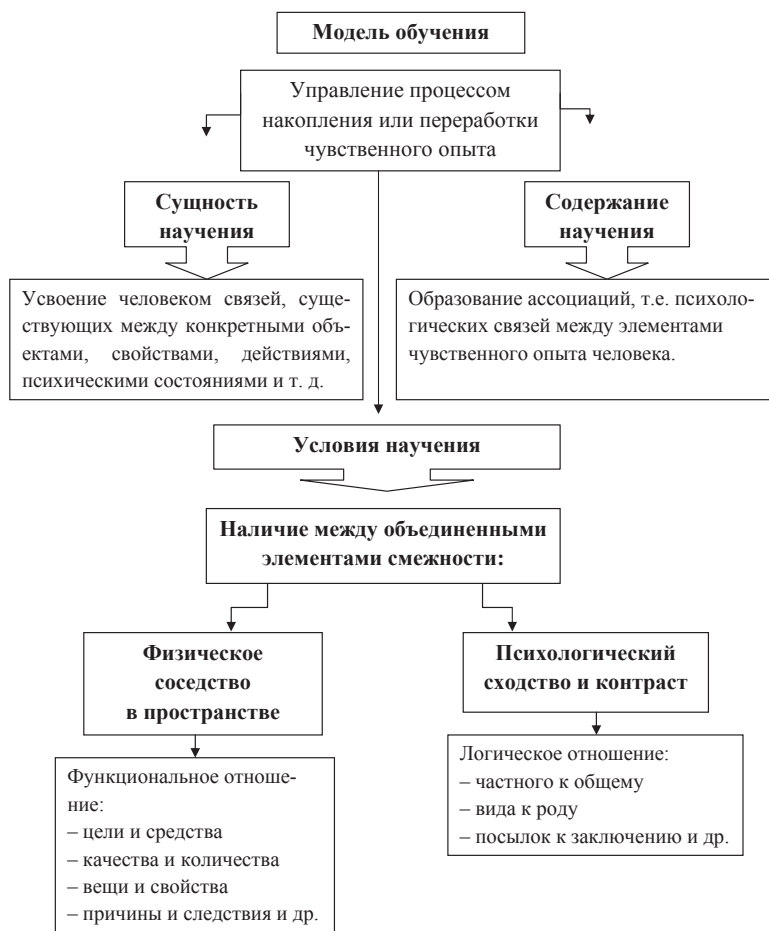 Модель обучения
Управление процессом
накопления или переработки
чувственного опыта
Сущность
научения
Содержание
научения
Усвоение человеком связей, суще-
ствующих между конкретными объ-
ектами, свойствами, действиями,
психическими состояниями и т. д.
Образование ассоциаций, т.е. психоло-
гических связей между элементами
чувственного опыта человека.
Условия научения
Наличие между объединенными
элементами смежности:
Физическое
соседство
в пространстве
Психологический
сходство и контраст
Функциональное отноше-
ние:
– цели и средства
– качества и количества
– вещи и свойства
– причины и следствия и др.
Логическое отношение:
– частного к общему
– вида к роду
– посылок к заключению и др.